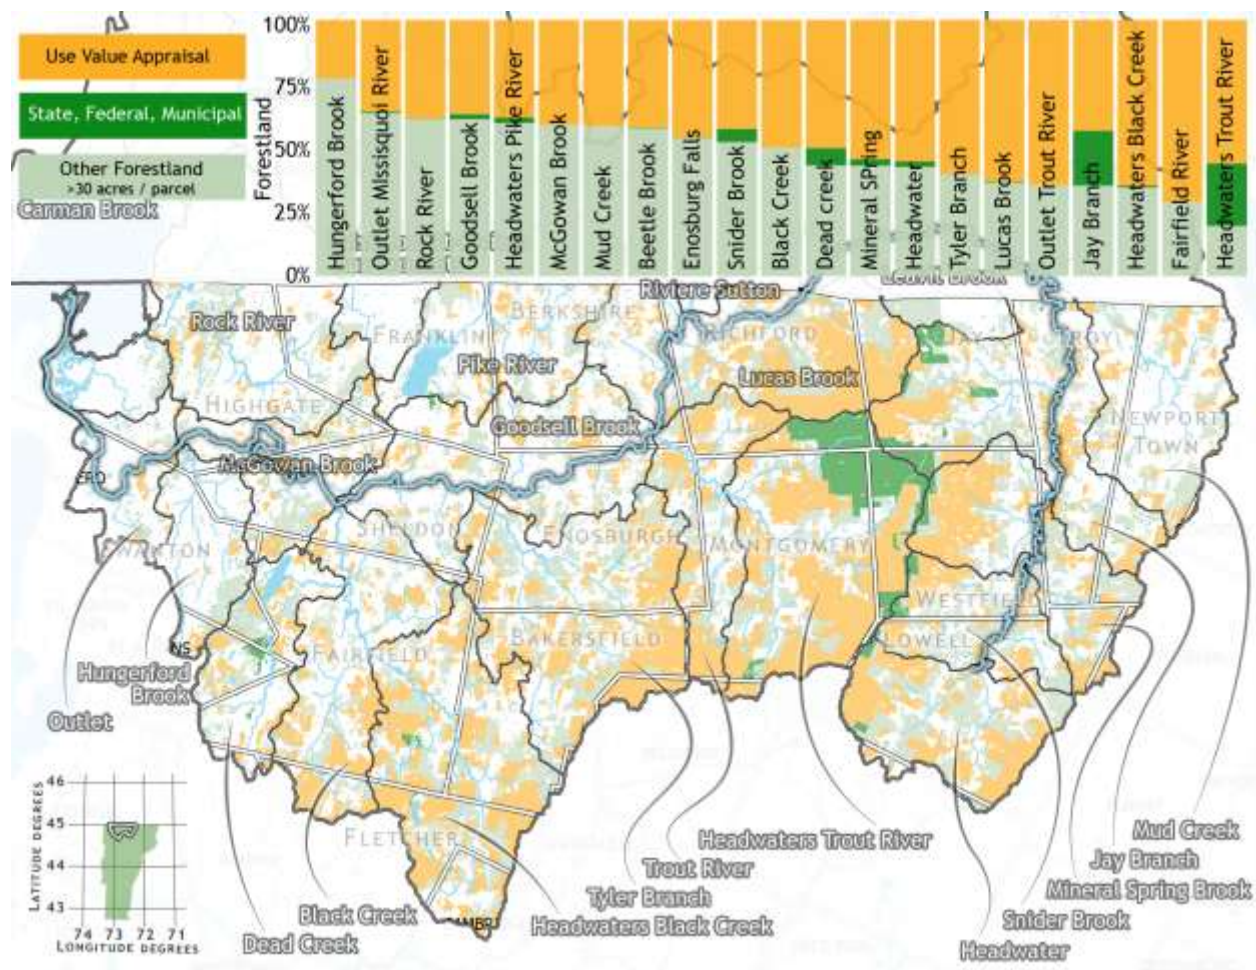 Use Value Appraisal
State, Federal, Municipal
Other Forestland
>30 acres / parcel
Forestland
100%
75%
50%
25%
0%
Hungerford Brook
Outlet Missisquoi River
Rock River
Goodsell Brook
Headwaters Pike River
McGowan Brook
Mud Creek
Beetle Brook
Enosburg Falls
Snider Brook
Black Creek
Dead creek
Mineral SPring
Headwater
Tyler Branch
Lucas Brook
Outlet Trout River
Jay Branch
Headwaters Black Creek
Fairfield River
Headwaters Trout River
Carman Brook
Riviere Sutton
Leavit Brook
Rock River
BERKSHIRE
FRANKLIN
RICHFORD
JAY
Pike River
Lucas Brook
HIGHGATE
NEWPORT
TOWN
Goodsell Brook
McGowan Brook
SHELDON
ENOSBURGH
MONTGOMERY
SWANTON
WESTFIELD
BAKERSFIELD
LOWELL
FAIRFIELD
Hungerford
Brook
Outlet
FLETCHER
Headwaters Trout River
Trout River
Tyler Branch
Headwaters Black Creek
Black Creek
Dead Creek
Mud Creek
Jay Branch
Mineral Spring Brook
Snider Brook
Headwater
LATITUDE DEGREES
46
45
44
43
74 73 72 71
LONGITUDE DEGREES